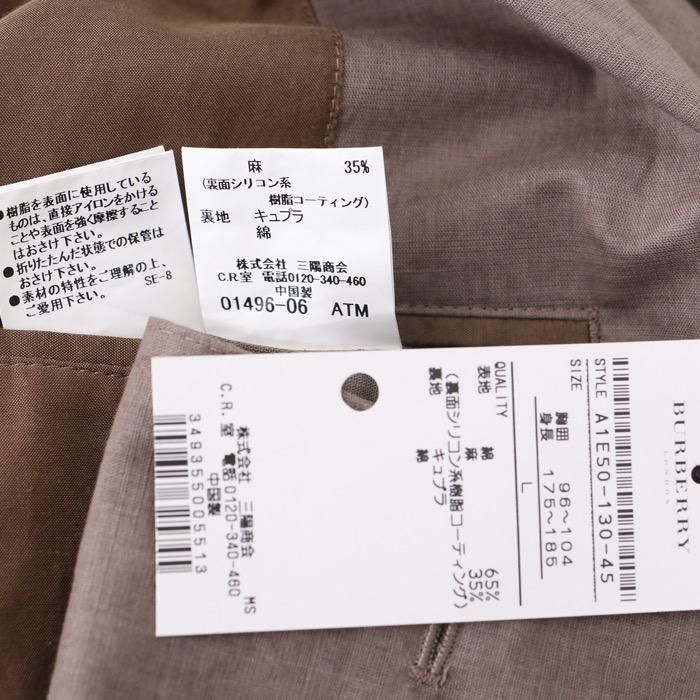 樹脂を表面に使用している
ものは、直接アイロンをかける
ことや表面を強く摩擦すること
はおさけ下さい。
●折りたたんだ状態での保管は
おさけ下さい。
●素材の特性をご理解の上、
ご愛用下さい。
SE-8
麻 35%
(裏面シリコン系
樹脂コーティング)
裏地 キュプラ
綿
株式会社 三陽商会
C.R.室 電話0120-340-460
中国製
01496-06 ATM
BURBERRY
LONDON
STYLE A1E50-130-45
SIZE
胸囲 96~104
身長 175~185
L
QUALITY
表地 綿 65%
麻 35%
(裏面シリコン系樹脂コーティング)
裏地 キュプラ
綿
株式会社 三陽商会 MS
C.R.室 電話0120-340-460
中国製
3493555005513